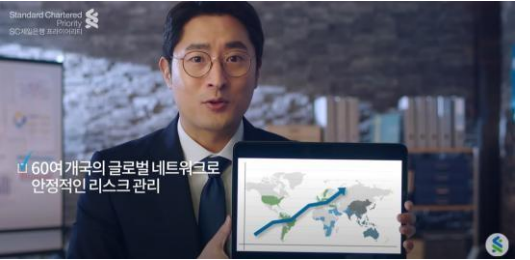 Standard Chartered
Priority
SC제일은행 프라이어리티
60여 개국의 글로벌 네트워크로
안정적인 리스크 관리